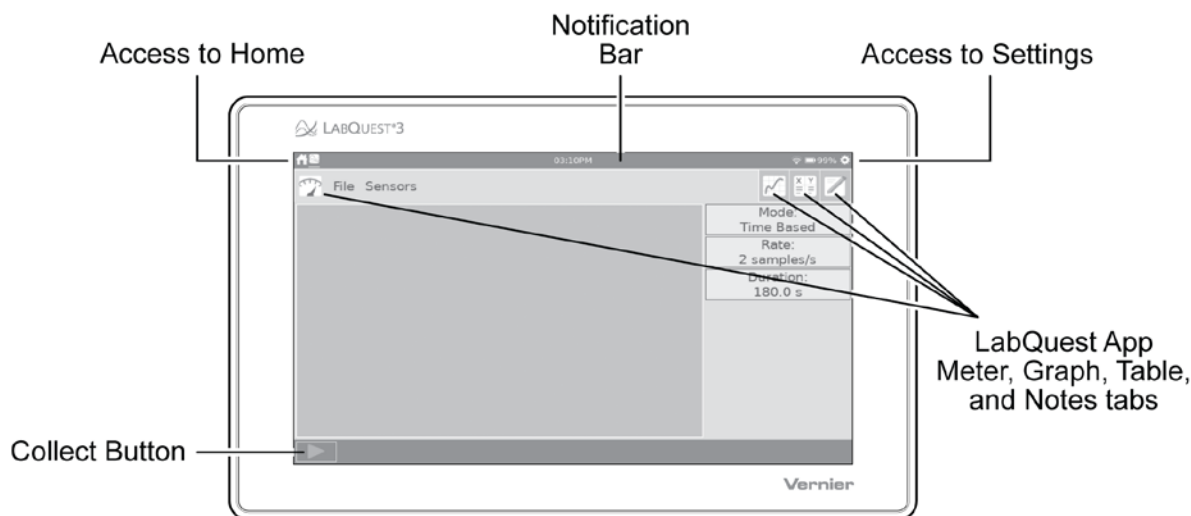 Access to Home
Notification
Bar
Access to Settings
LABQUEST®3
03:10PM
99%
File Sensors
X Y
Mode:
Time Based
Rate:
2 samples/s
Duration:
180.0 s
LabQuest App
Meter, Graph, Table,
and Notes tabs
Collect Button
Vernier